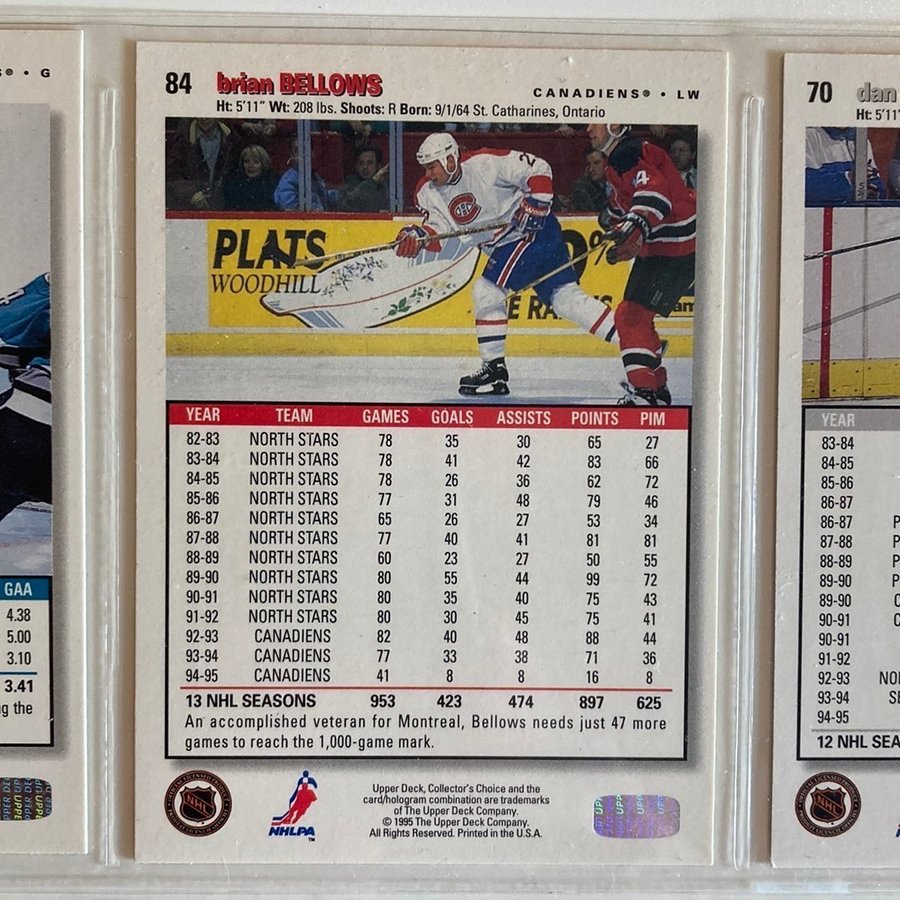 S® • G
GAA
4.38
5.00
3.10
3.41
ng the
84 brian BELLOWS CANADIENS® • LW
Ht: 5'11" Wt: 208 lbs. Shoots: R Born: 9/1/64 St. Catharines, Ontario
PLATS
WOODHILL
YEAR TEAM GAMES GOALS ASSISTS POINTS PIM
82-83 NORTH STARS 78 35 30 65 27
83-84 NORTH STARS 78 41 42 83 66
84-85 NORTH STARS 78 26 36 62 72
85-86 NORTH STARS 77 31 48 79 46
86-87 NORTH STARS 65 26 27 53 34
87-88 NORTH STARS 77 40 41 81 81
88-89 NORTH STARS 60 23 27 50 55
89-90 NORTH STARS 80 55 44 99 72
90-91 NORTH STARS 80 35 40 75 43
91-92 NORTH STARS 80 30 45 75 41
92-93 CANADIENS 82 40 48 88 44
93-94 CANADIENS 77 33 38 71 36
94-95 CANADIENS 41 8 8 16 8
13 NHL SEASONS 953 423 474 897 625
An accomplished veteran for Montreal, Bellows needs just 47 more
games to reach the 1,000-game mark.
NHL
NHLPA
Upper Deck, Collector's Choice and the
card/hologram combination are trademarks
of The Upper Deck Company.
© 1995 The Upper Deck Company.
All Rights Reserved. Printed in the U.S.A.
70 dan
Ht: 5'11"
YEAR
83-84
84-85
85-86
86-87
86-87 P
87-88 P
88-89 P
89-90 P
89-90 C
90-91 C
90-91
91-92
92-93 NO
93-94 SE
94-95
12 NHL SEA
NHL